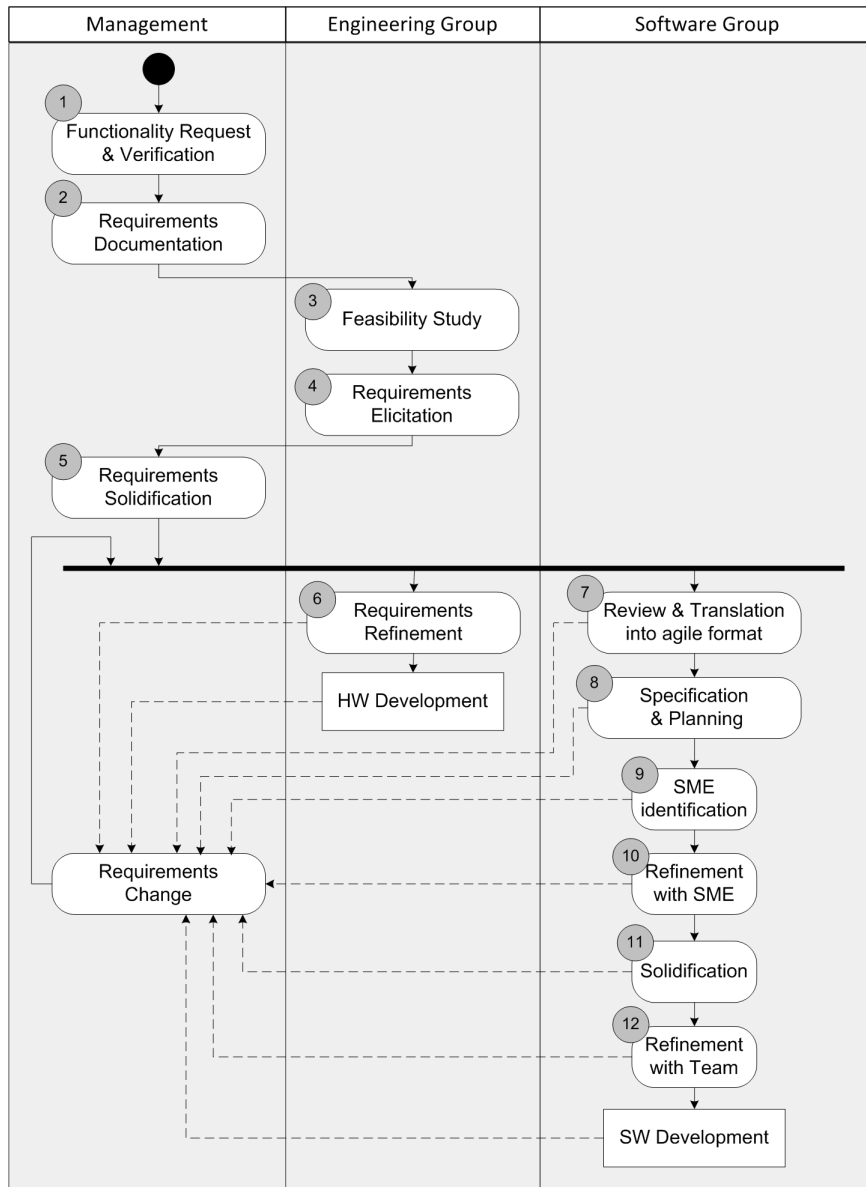 Management
Engineering Group
Software Group
1
Functionality Request
& Verification
2
Requirements
Documentation
3
Feasibility Study
4
Requirements
Elicitation
5
Requirements
Solidification
6
Requirements
Refinement
7
Review & Translation
into agile format
HW Development
8
Specification
& Planning
9
SME
identification
Requirements
Change
10
Refinement
with SME
11
Solidification
12
Refinement
with Team
SW Development